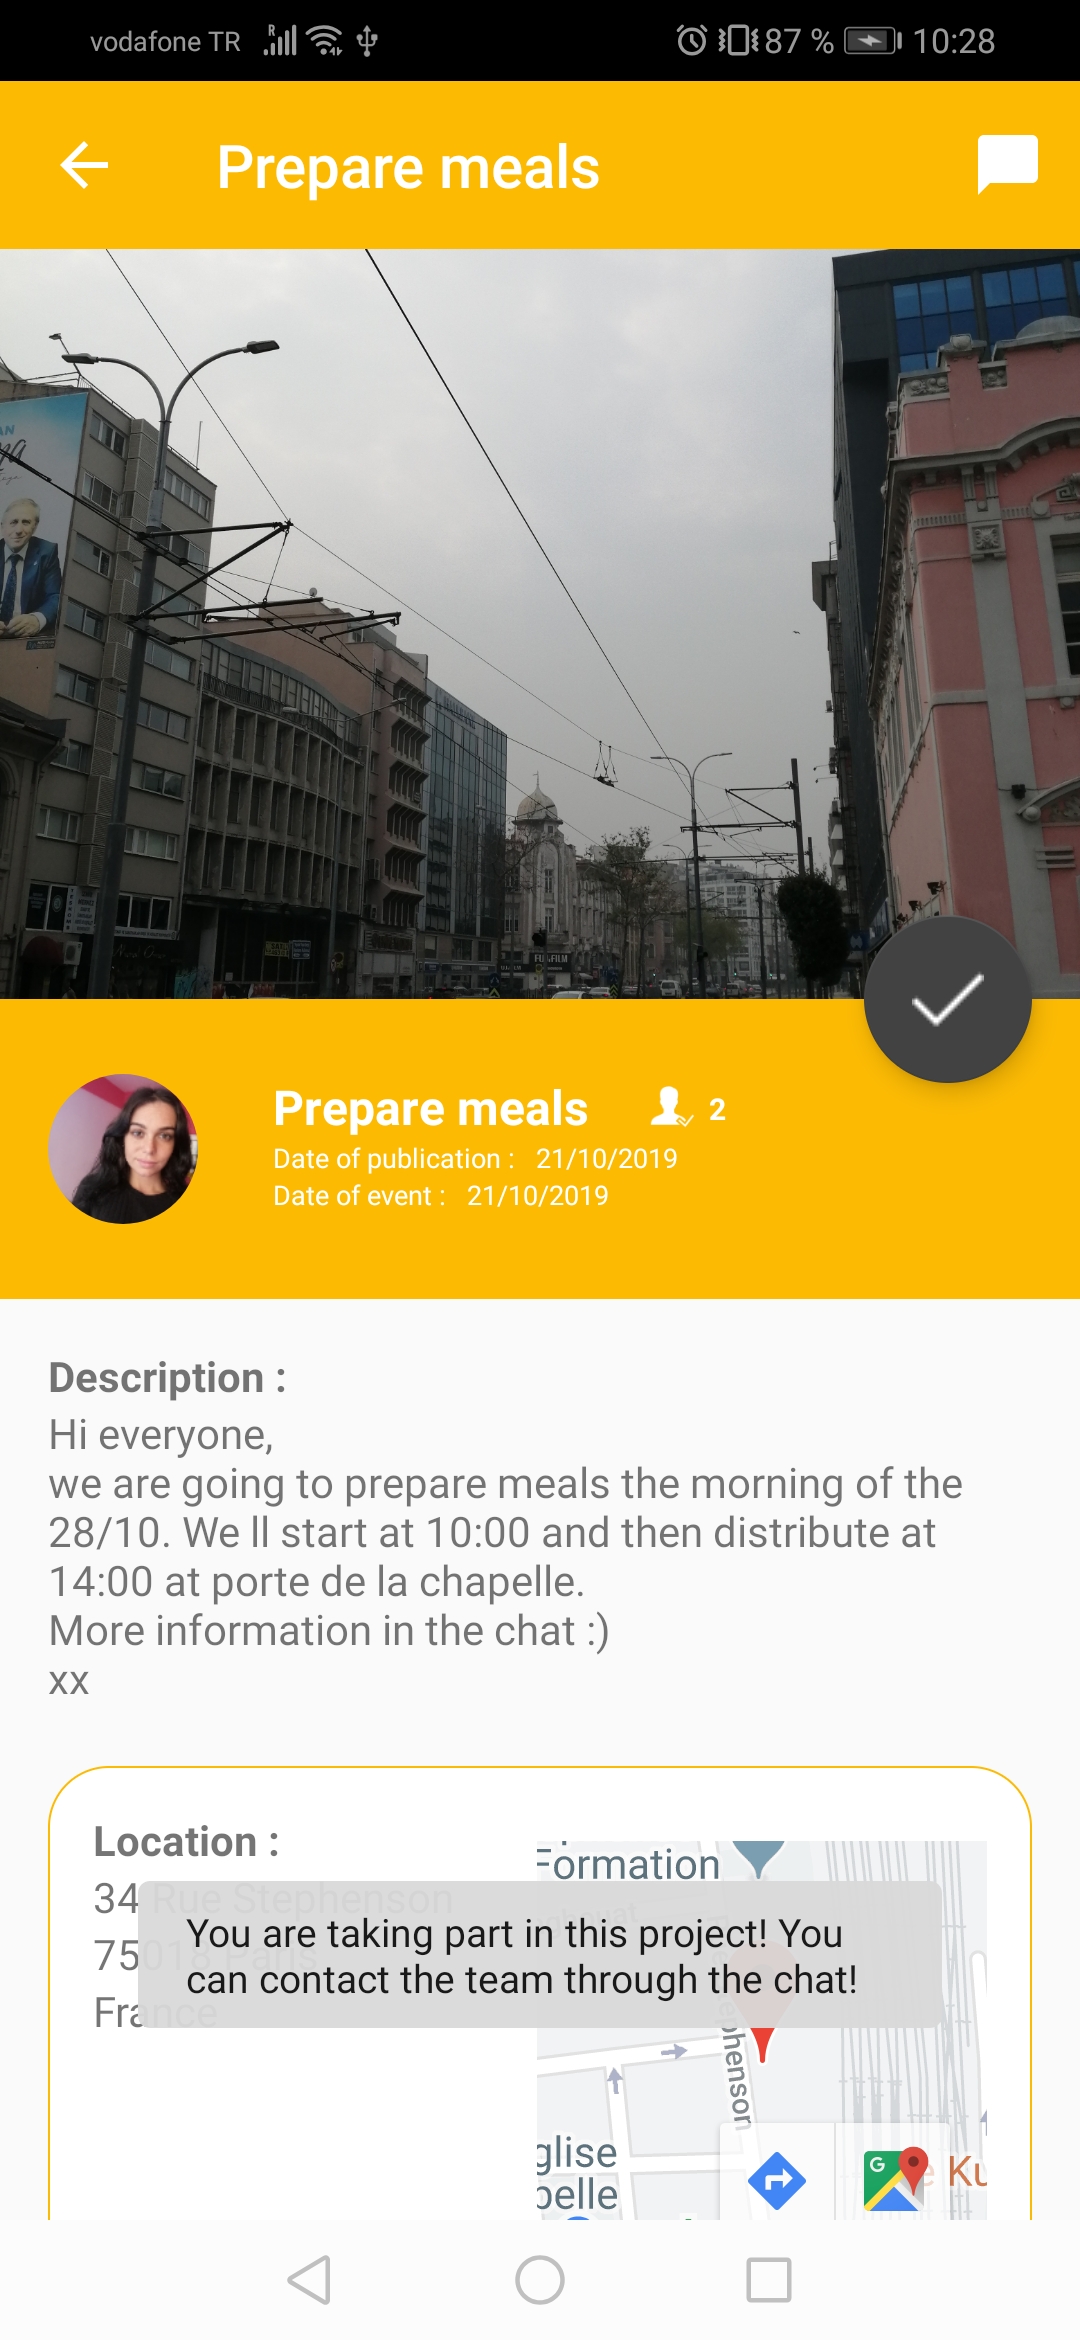 vodafone TR
R
87 %
10:28
Prepare meals
AN
FUJIFILM
Prepare meals
2
Date of publication : 21/10/2019
Date of event : 21/10/2019
Description :
Hi everyone,
we are going to prepare meals the morning of the
28/10. We ll start at 10:00 and then distribute at
14:00 at porte de la chapelle.
More information in the chat :)
xx
Location :
34 Rue Stephenson
75018 Paris
France
Formation
You are taking part in this project! You
can contact the team through the chat!
phenson
glise
pelle
G
e Ku